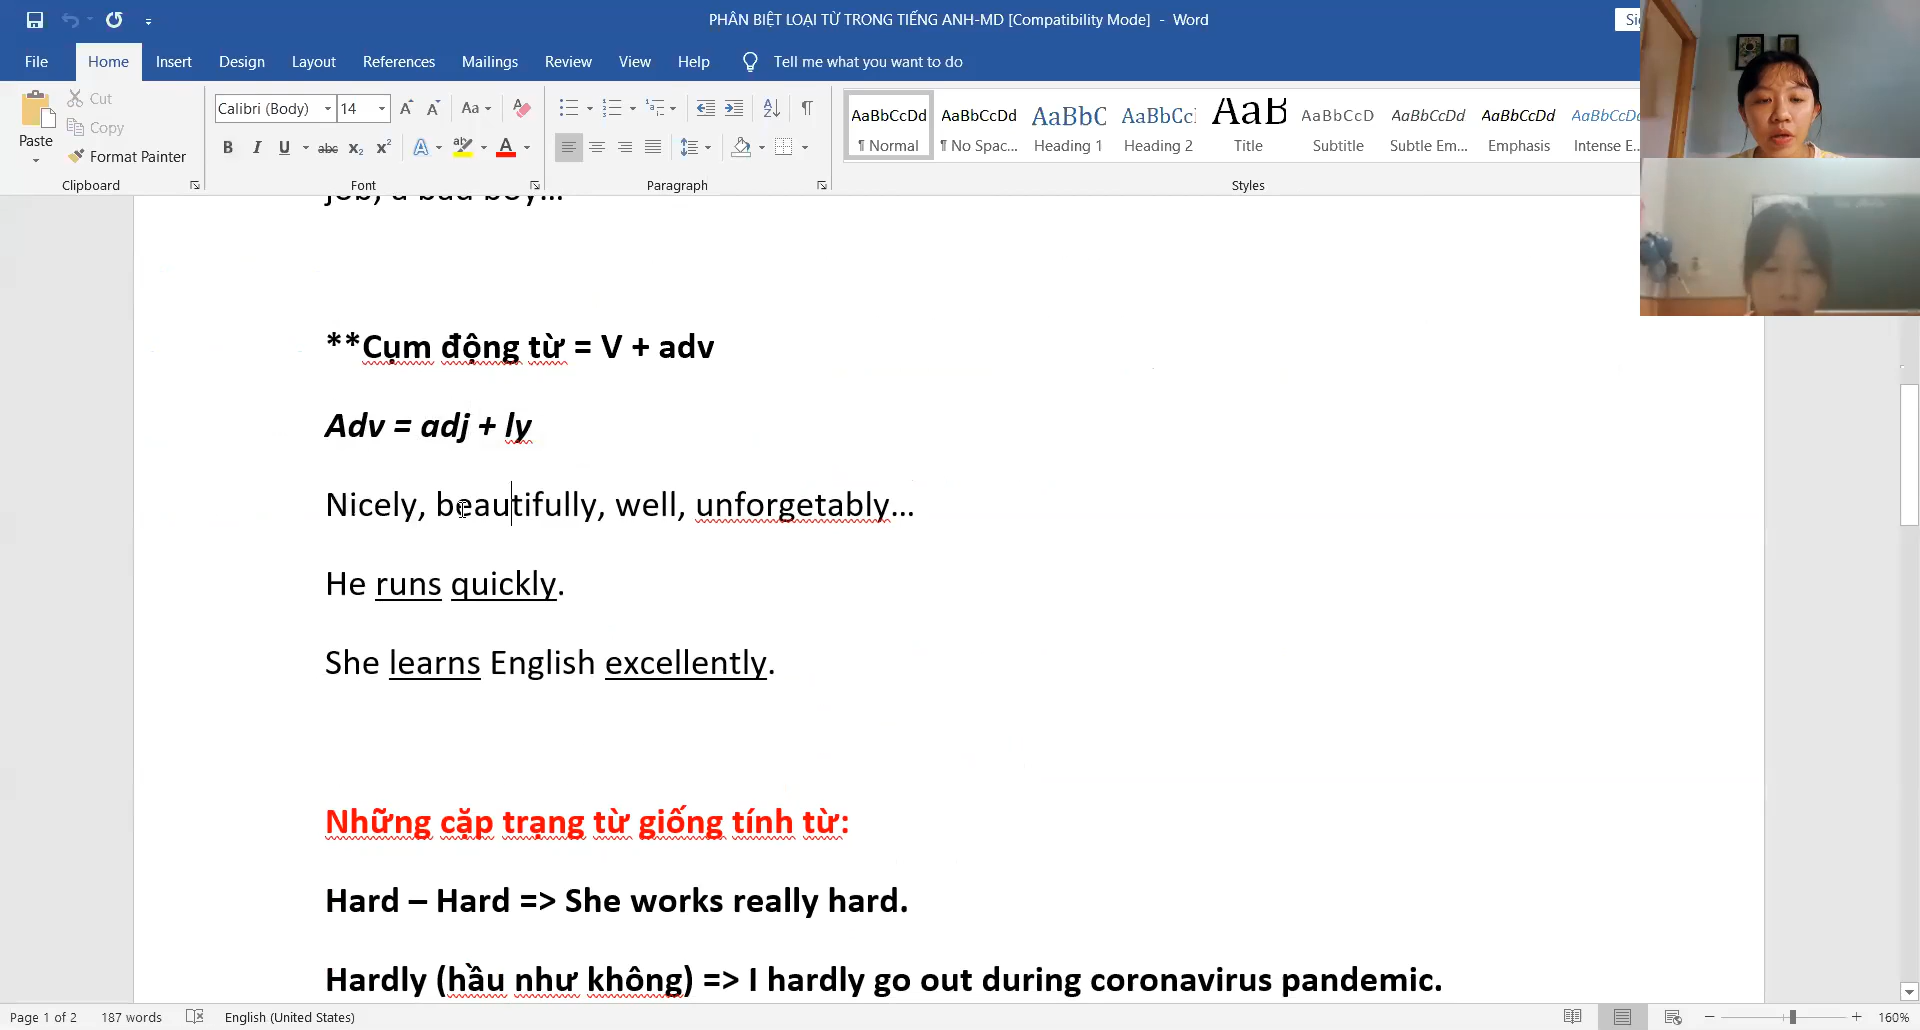 PHÂN BIỆT LOẠI TỪ TRONG TIẾNG ANH-MD [Compatibility Mode] - Word
File Home Insert Design Layout References Mailings Review View Help Tell me what you want to do
Cut
Copy
Paste
Format Painter
Clipboard
Calibri (Body) 14
Font
Paragraph
AaBbCcDd AaBbCcDd AaBbC AaBbCc AaB AaBbCcD AaBbCcDd AaBbCcDd AaBbCcDd
¶ Normal ¶ No Spac... Heading 1 Heading 2 Title Subtitle Subtle Em... Emphasis Intense E...
Styles
job, a bad boy...
**Cụm động từ = V + adv
Adv = adj + ly
Nicely, beautifully, well, unforgetably...
He runs quickly.
She learns English excellently.
Những cặp trạng từ giống tính từ:
Hard – Hard => She works really hard.
Hardly (hầu như không) => I hardly go out during coronavirus pandemic.
Page 1 of 2 187 words English (United States) 160%